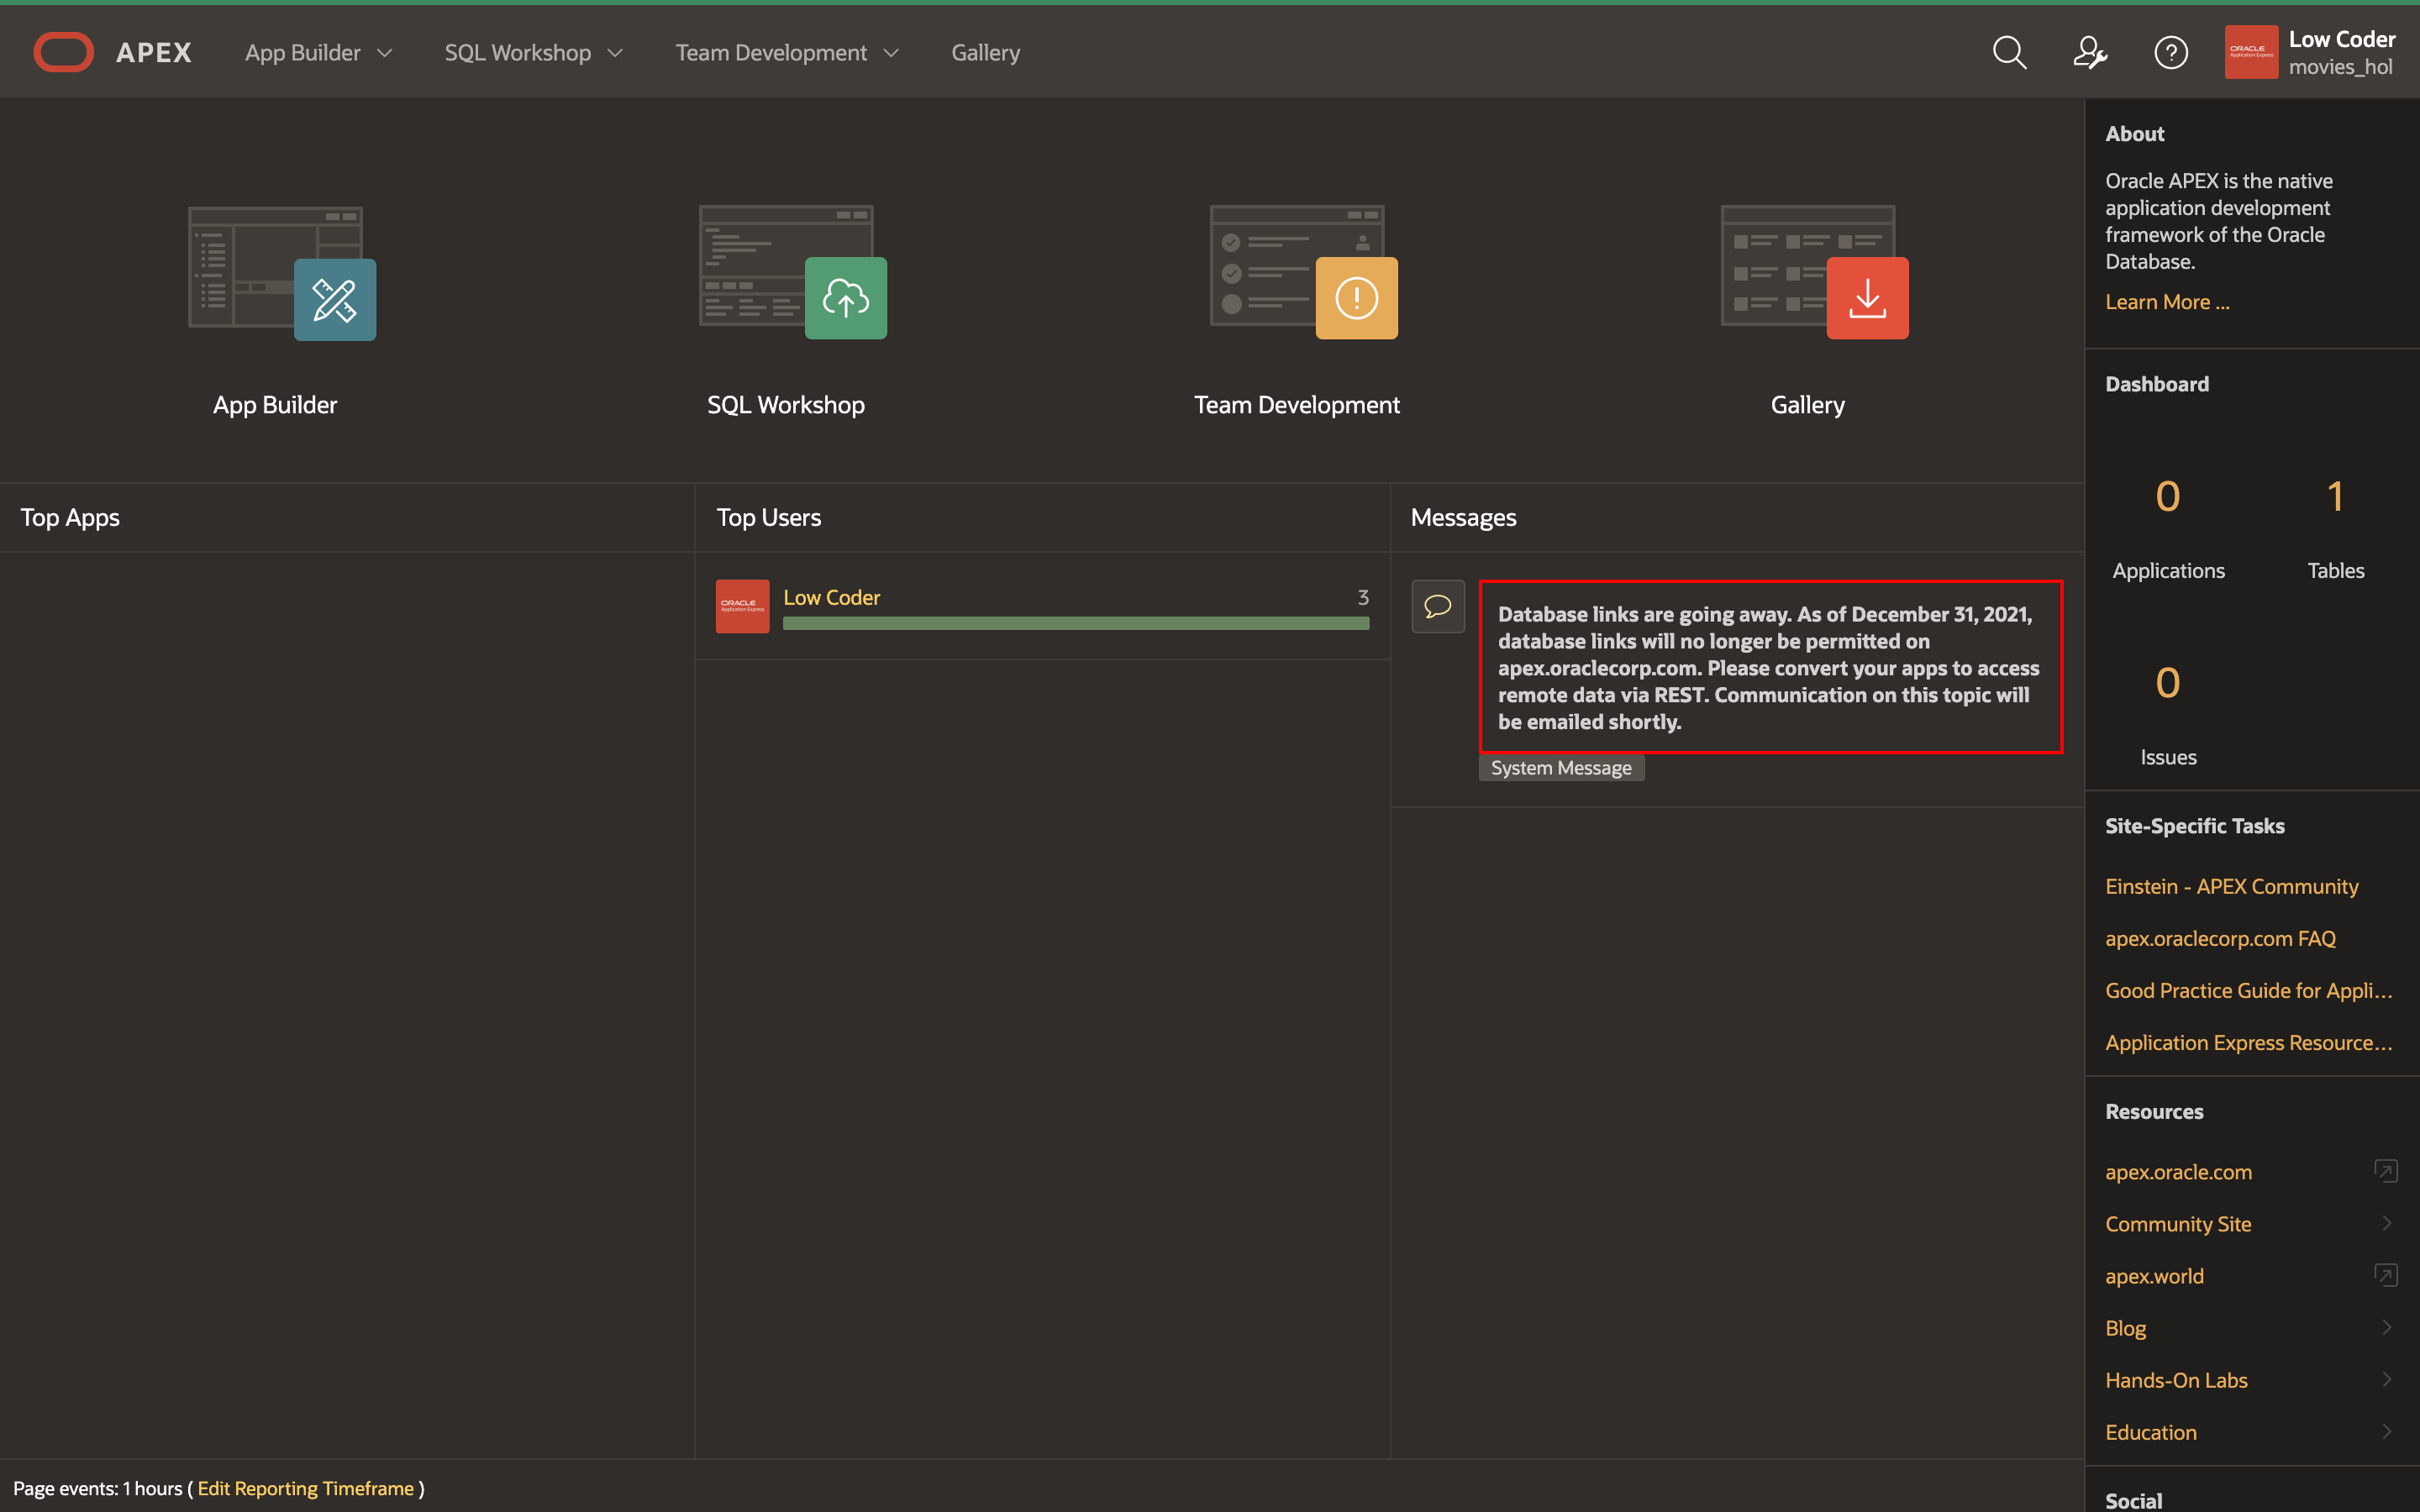 APEX
App Builder
SQL Workshop
Team Development
Gallery
Low Coder
movies_hol
App Builder
SQL Workshop
Team Development
Gallery
Top Apps
Top Users
ORACLE
Application Express
Low Coder
3
Messages
Database links are going away. As of December 31, 2021,
database links will no longer be permitted on
apex.oraclecorp.com. Please convert your apps to access
remote data via REST. Communication on this topic will
be emailed shortly.
System Message
About
Oracle APEX is the native
application development
framework of the Oracle
Database.
Learn More ...
Dashboard
0
Applications
1
Tables
0
Issues
Site-Specific Tasks
Einstein - APEX Community
apex.oraclecorp.com FAQ
Good Practice Guide for Appli...
Application Express Resource...
Resources
apex.oracle.com
Community Site
apex.world
Blog
Hands-On Labs
Education
Social
Page events: 1 hours ( Edit Reporting Timeframe )